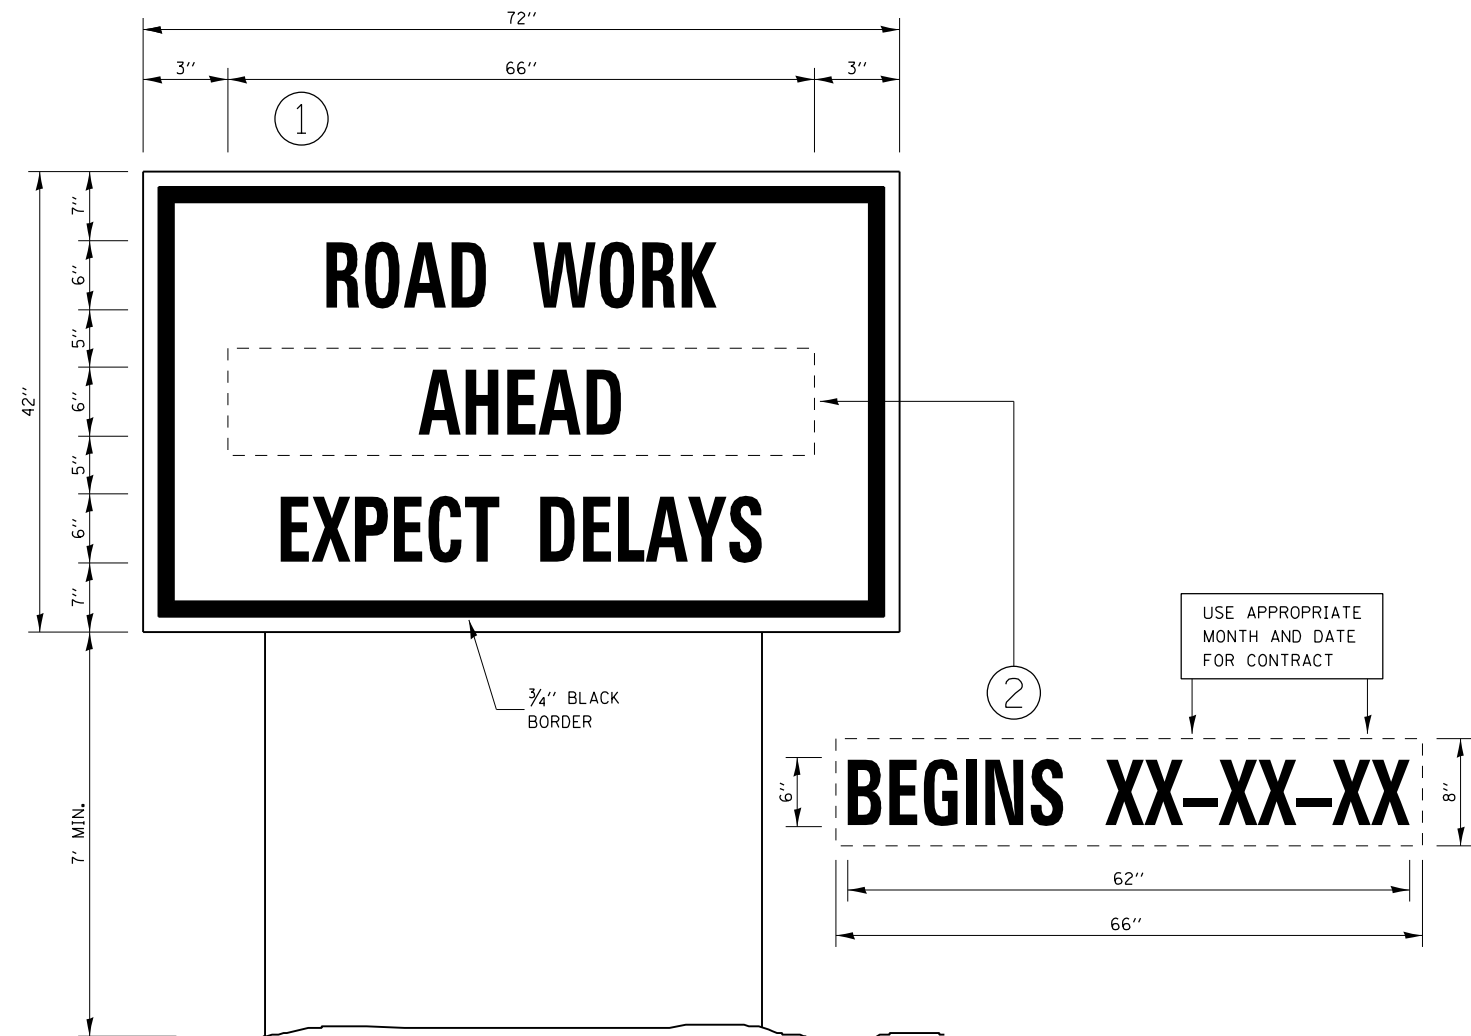 72''
3'' 66'' 3''
1
7''
6''
5''
6''
5''
6''
7''
42''
7' MIN.
ROAD WORK
AHEAD
EXPECT DELAYS
3/4'' BLACK
BORDER
2
USE APPROPRIATE
MONTH AND DATE
FOR CONTRACT
6''
BEGINS XX-XX-XX
8''
62''
66''